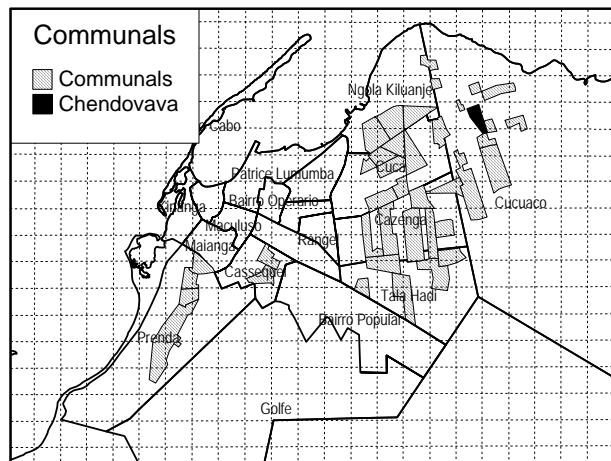 Communals
Communals
Chendovava
Ngola Kiluanje
o Cabo
Patrice Lumumba
Cuca
Kinanga
Bairro Operario
Cucuaco
Maculuso
Cazenga
Maianga
Rangel
Cassequel
Tala Hadi
Bairro Popular
Prenda
Golfe